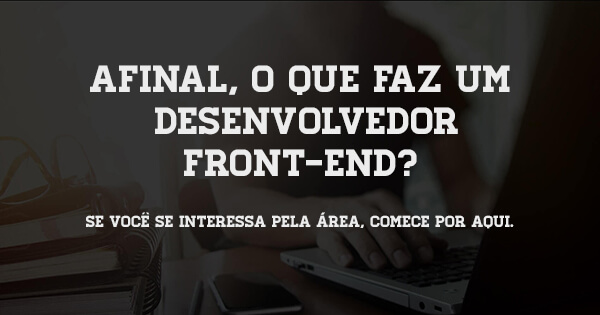 AFINAL, O QUE FAZ UM
DESENVOLVEDOR
FRONT-END?
SE VOCÊ SE INTERESSA PELA ÁREA, COMECE POR AQUI.